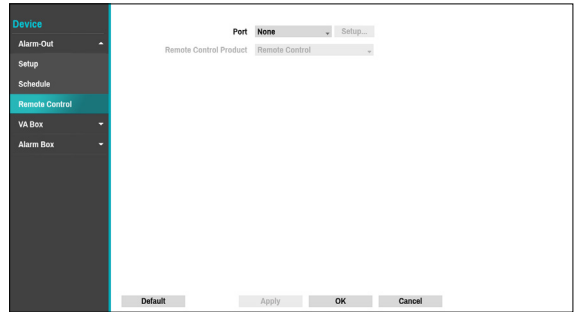 Device
Alarm-Out
Setup
Schedule
Remote Control
VA Box
Alarm Box
Port None Setup...
Remote Control Product Remote Control
Default Apply OK Cancel